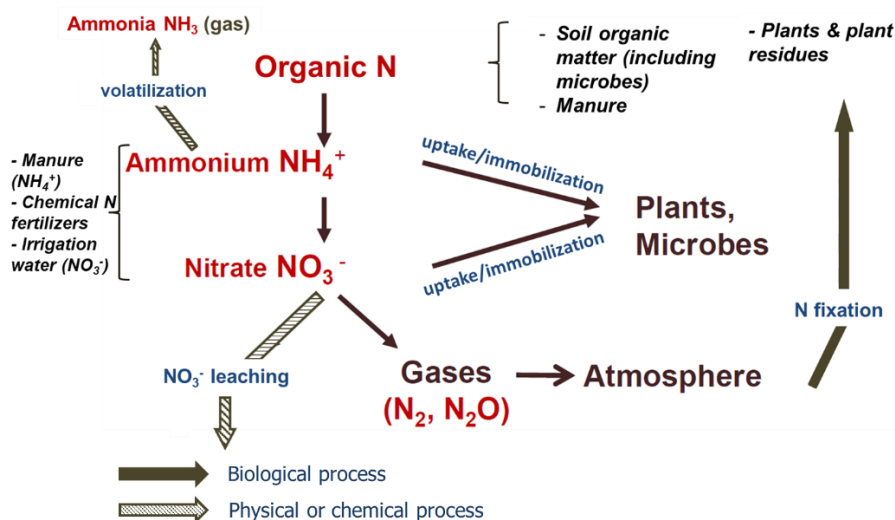 Ammonia NH₃ (gas)
volatilization
Organic N
- Soil organic
matter (including
microbes)
- Manure
- Plants & plant
residues
- Manure
(NH₄⁺)
- Chemical N
fertilizers
- Irrigation
water (NO₃⁻)
Ammonium NH₄⁺
uptake/immobilization
Plants,
Microbes
Nitrate NO₃⁻
uptake/immobilization
N fixation
NO₃⁻ leaching
Gases
(N₂, N₂O)
Atmosphere
Biological process
Physical or chemical process